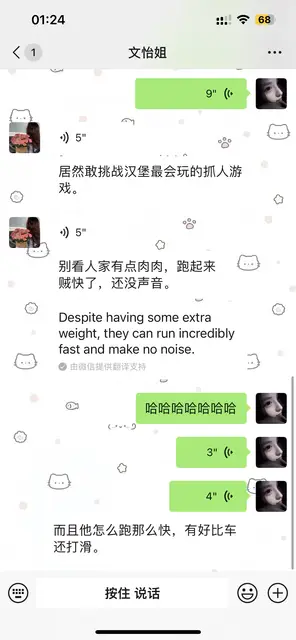 01:24
68
1
文怡姐
9"
5"
居然敢挑战汉堡最会玩的抓人游
戏。
5"
别看人家有点肉肉，跑起来
贼快了，还没声音。
Despite having some extra
weight, they can run incredibly
fast and make no noise.
由微信提供翻译支持
哈哈哈哈哈哈哈
3"
4"
而且他怎么跑那么快，有好比车
还打滑。
按住 说话